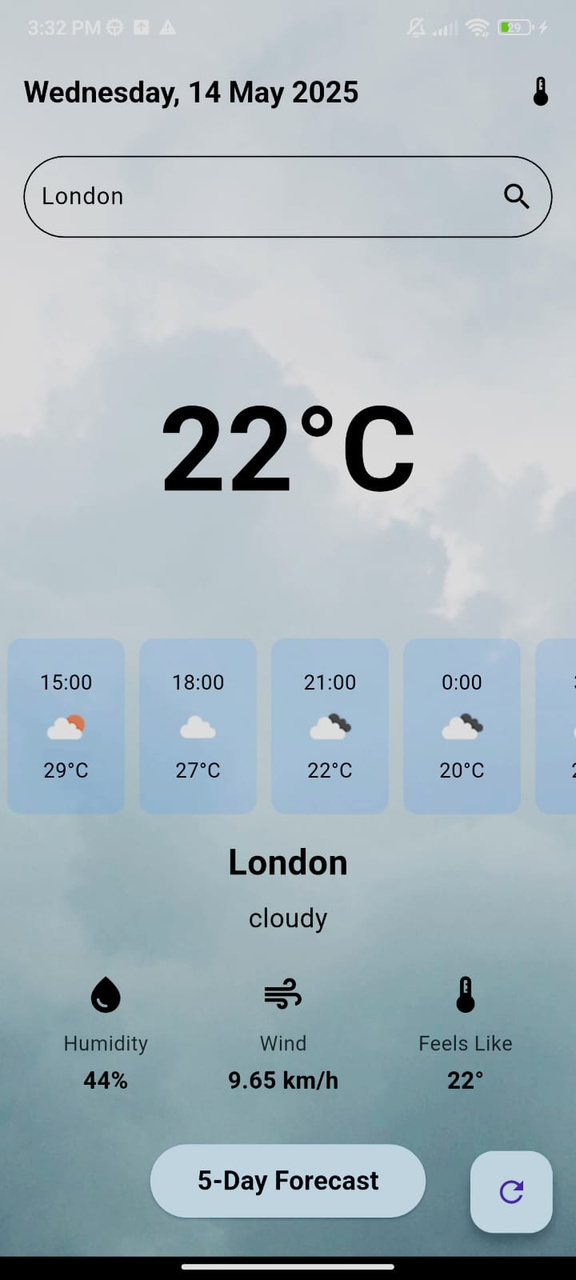 3:32 PM
29
Wednesday, 14 May 2025
London
22°C
15:00 18:00 21:00 0:00
29°C 27°C 22°C 20°C
London
cloudy
Humidity Wind Feels Like
44% 9.65 km/h 22°
5-Day Forecast